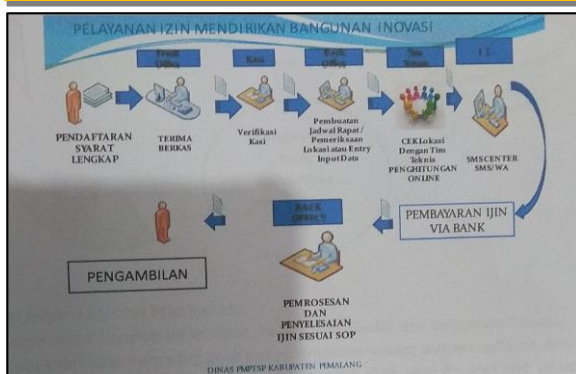 PELAYANAN IZIN MENDIRIKAN BANGUNAN INOVASI
Front
Office
Kasi
Back
Office
Tim
Teknis
PENDAFTARAN
SYARAT
LENGKAP
TERIMA
BERKAS
Verifikasi
Kasi
Pembuatan
Jadwal Rapat/
Pemeriksaan
Lokasi atau Entry
Input Data
CEK Lokasi
Dengan Tim
Teknis
PENGHITUNGAN
ONLINE
SMS CENTER
SMS/WA
PEMBAYARAN IJIN
VIA BANK
BACK
OFFICE
PENGAMBILAN
PEMROSESAN
DAN
PENYELESAIAN
IJIN SESUAI SOP
DINAS PMPTSP KABUPATEN PEMALANG